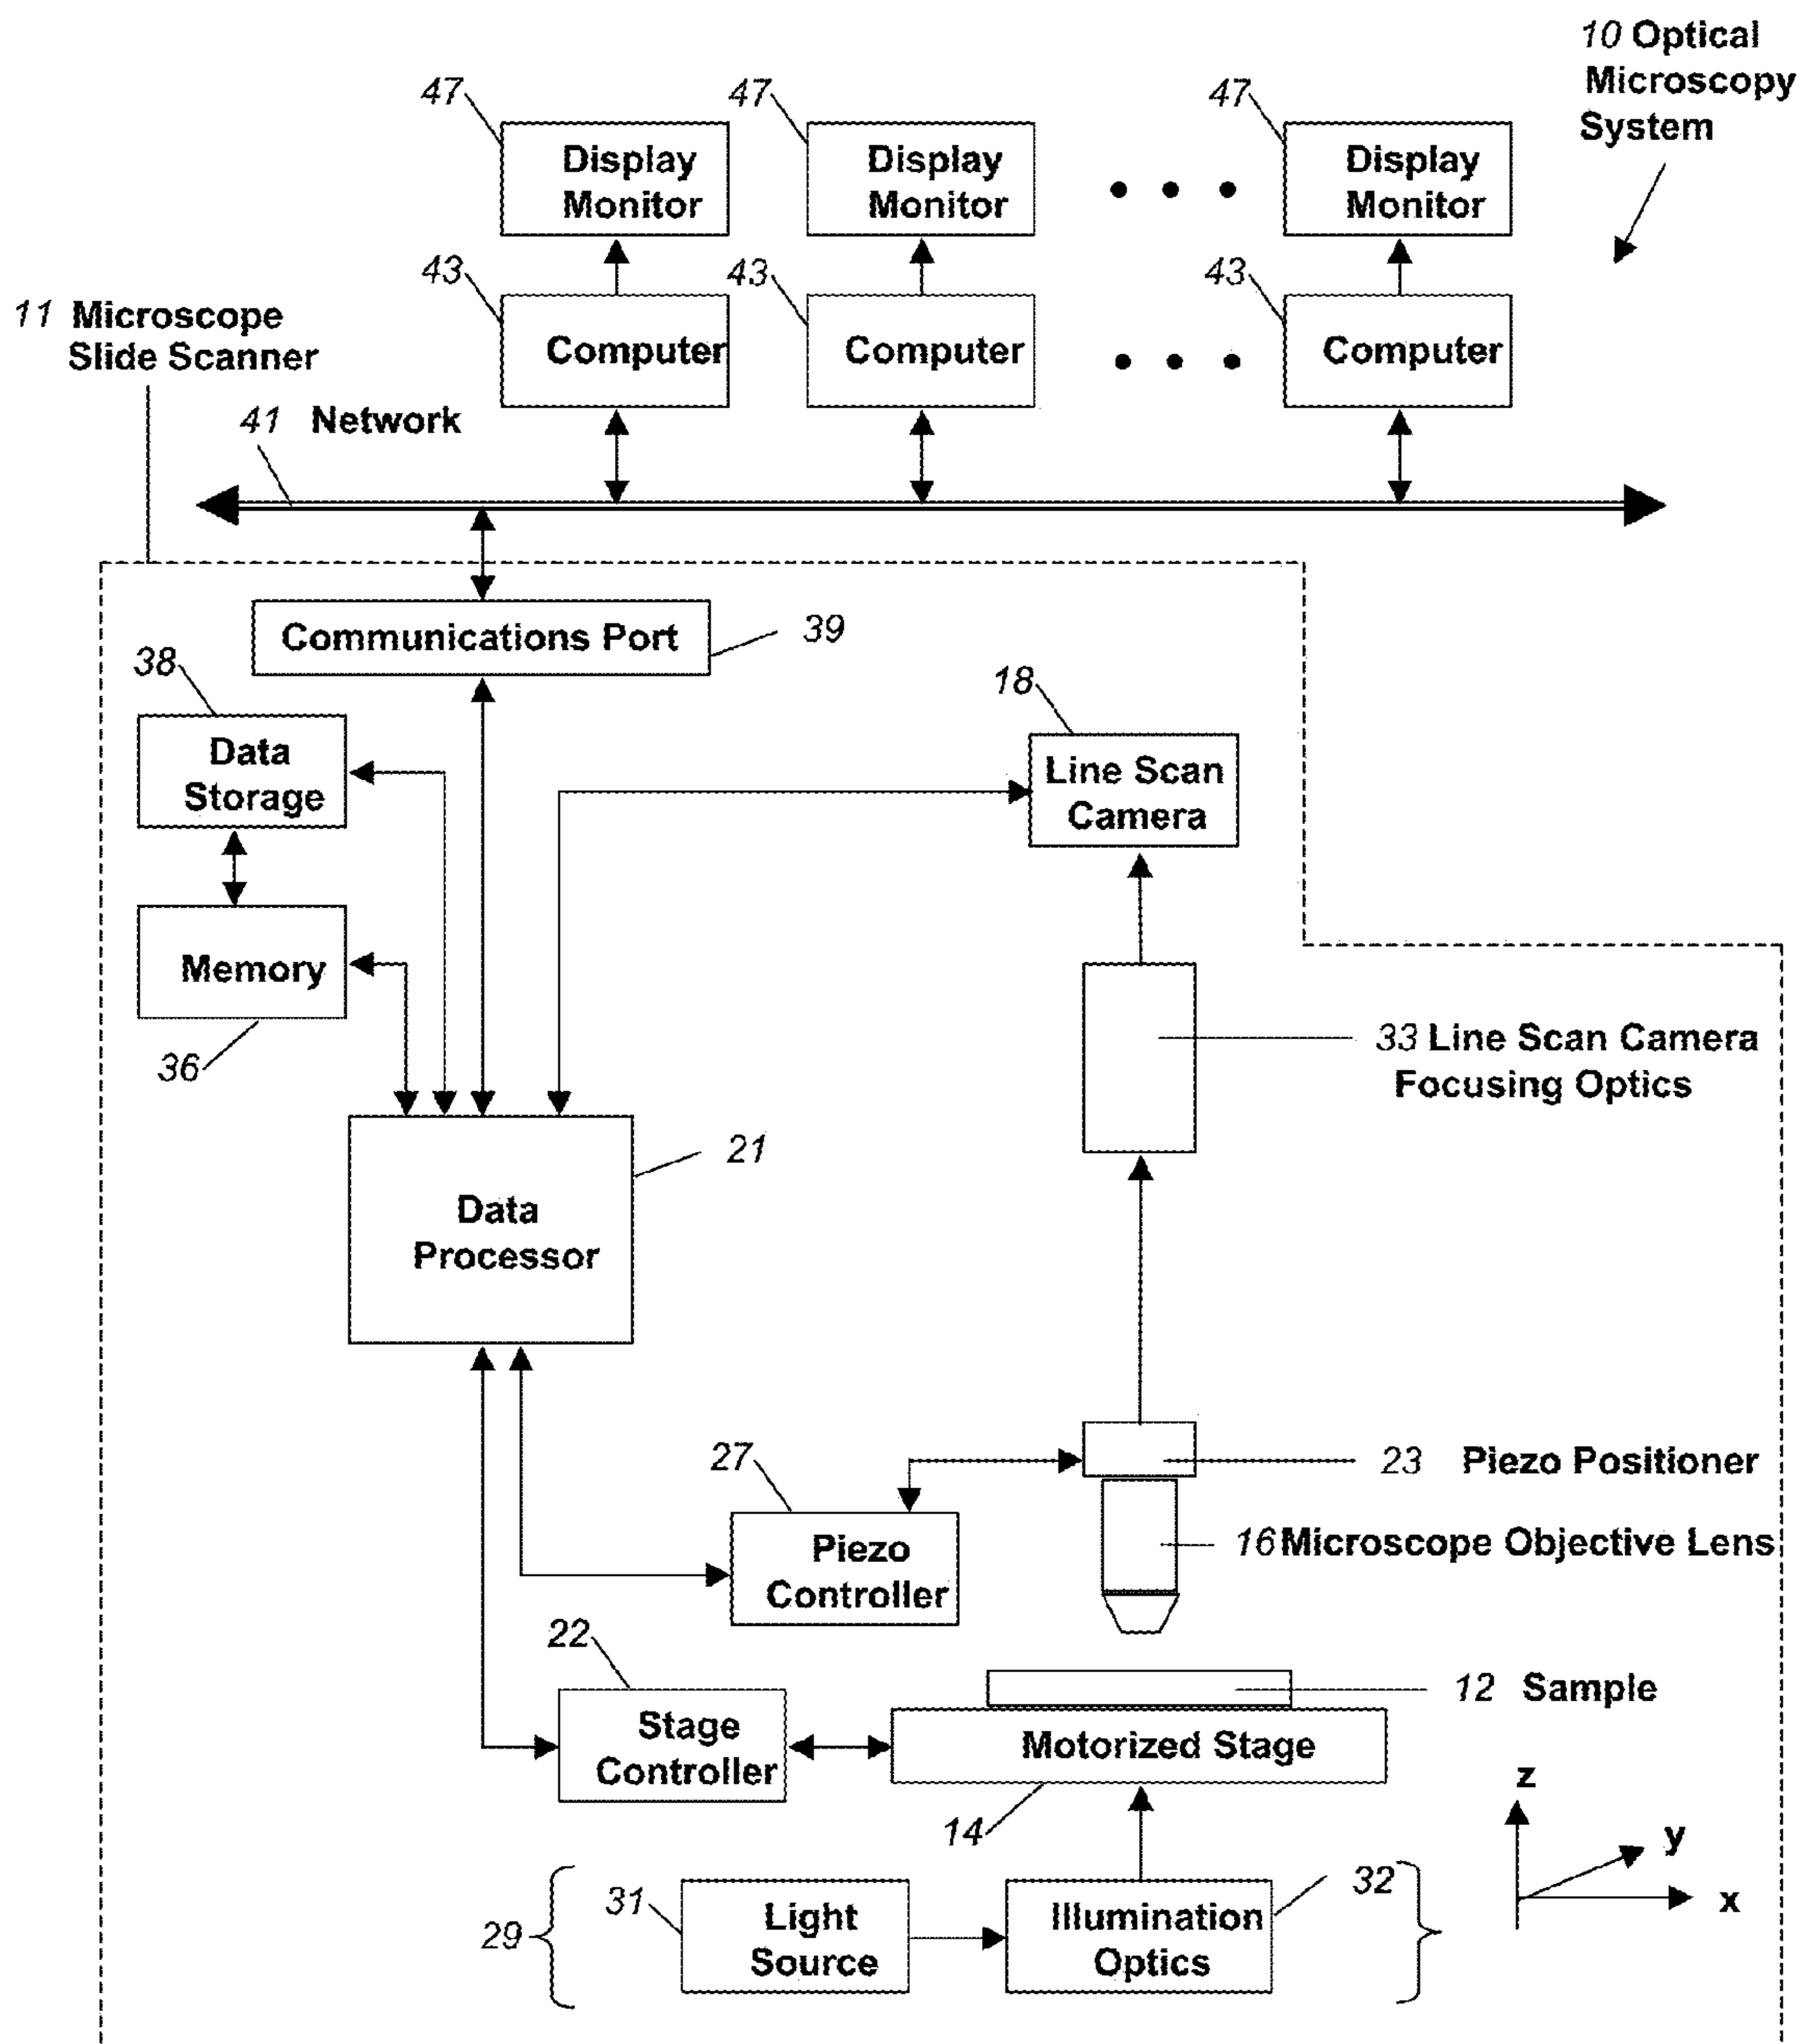 10 Optical
Microscopy
System
47
47
47
Display
Monitor
Display
Monitor
Display
Monitor
43
43
43
Computer
Computer
Computer
11 Microscope
Slide Scanner
41 Network
Communications Port
39
38
Data
Storage
18
Line Scan
Camera
Memory
36
33 Line Scan Camera
Focusing Optics
21
Data
Processor
27
23 Piezo Positioner
Piezo
Controller
16 Microscope Objective Lens
22
12 Sample
Stage
Controller
Motorized Stage
14
z
y
x
29
31
Light
Source
Illumination
Optics
32